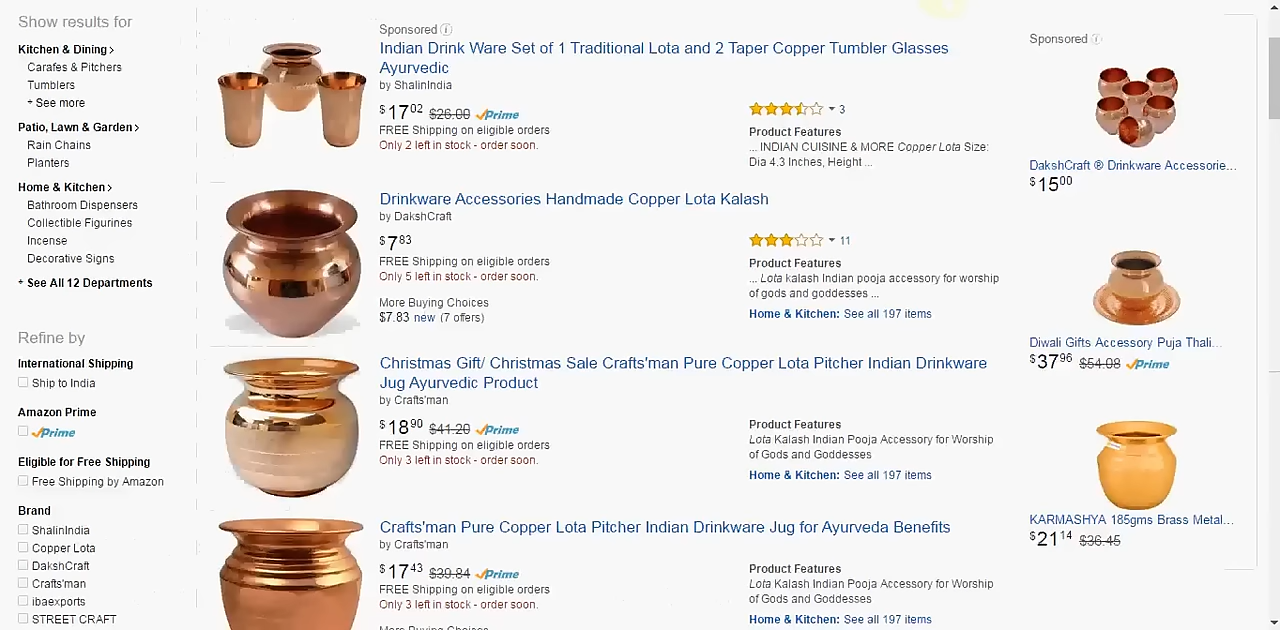 Show results for
Kitchen & Dining >
Carafes & Pitchers
Tumblers
+ See more
Patio, Lawn & Garden >
Rain Chains
Planters
Home & Kitchen >
Bathroom Dispensers
Collectible Figurines
Incense
Decorative Signs
+ See All 12 Departments
Refine by
International Shipping
Ship to India
Amazon Prime
Prime
Eligible for Free Shipping
Free Shipping by Amazon
Brand
ShalinIndia
Copper Lota
DakshCraft
Crafts'man
ibaexports
STREET CRAFT
Sponsored
Indian Drink Ware Set of 1 Traditional Lota and 2 Taper Copper Tumbler Glasses
Ayurvedic
by ShalinIndia
$17 02 $26.00 Prime
FREE Shipping on eligible orders
Only 2 left in stock - order soon.
3
Product Features
... INDIAN CUISINE & MORE Copper Lota Size:
Dia 4.3 Inches, Height ...
Drinkware Accessories Handmade Copper Lota Kalash
by DakshCraft
$7 83
FREE Shipping on eligible orders
Only 5 left in stock - order soon.
More Buying Choices
$7.83 new (7 offers)
11
Product Features
... Lota kalash Indian pooja accessory for worship
of gods and goddesses ...
Home & Kitchen: See all 197 items
Christmas Gift/ Christmas Sale Crafts'man Pure Copper Lota Pitcher Indian Drinkware
Jug Ayurvedic Product
by Crafts'man
$18 90 $41.20 Prime
FREE Shipping on eligible orders
Only 3 left in stock - order soon.
Product Features
Lota Kalash Indian Pooja Accessory for Worship
of Gods and Goddesses
Home & Kitchen: See all 197 items
Crafts'man Pure Copper Lota Pitcher Indian Drinkware Jug for Ayurveda Benefits
by Crafts'man
$17 43 $39.84 Prime
FREE Shipping on eligible orders
Only 3 left in stock - order soon.
More Buying Choices
Product Features
Lota Kalash Indian Pooja Accessory for Worship
of Gods and Goddesses
Home & Kitchen: See all 197 items
Sponsored
DakshCraft ® Drinkware Accessorie...
$15 00
Diwali Gifts Accessory Puja Thali...
$37 96 $54.08 Prime
KARMASHYA 185gms Brass Metal...
$21 14 $36.45